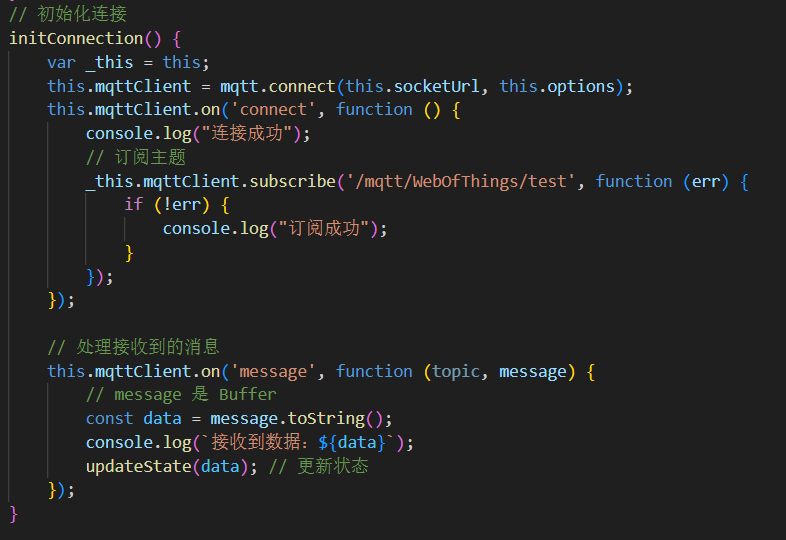 // 初始化连接
initConnection() {
var _this = this;
this.mqttClient = mqtt.connect(this.socketUrl, this.options);
this.mqttClient.on('connect', function () {
console.log("连接成功");
// 订阅主题
_this.mqttClient.subscribe('/mqtt/WebOfThings/test', function (err) {
if (!err) {
console.log("订阅成功");
}
});
});
// 处理接收到的消息
this.mqttClient.on('message', function (topic, message) {
// message 是 Buffer
const data = message.toString();
console.log(`接收到数据: ${data}`);
updateState(data); // 更新状态
});
}